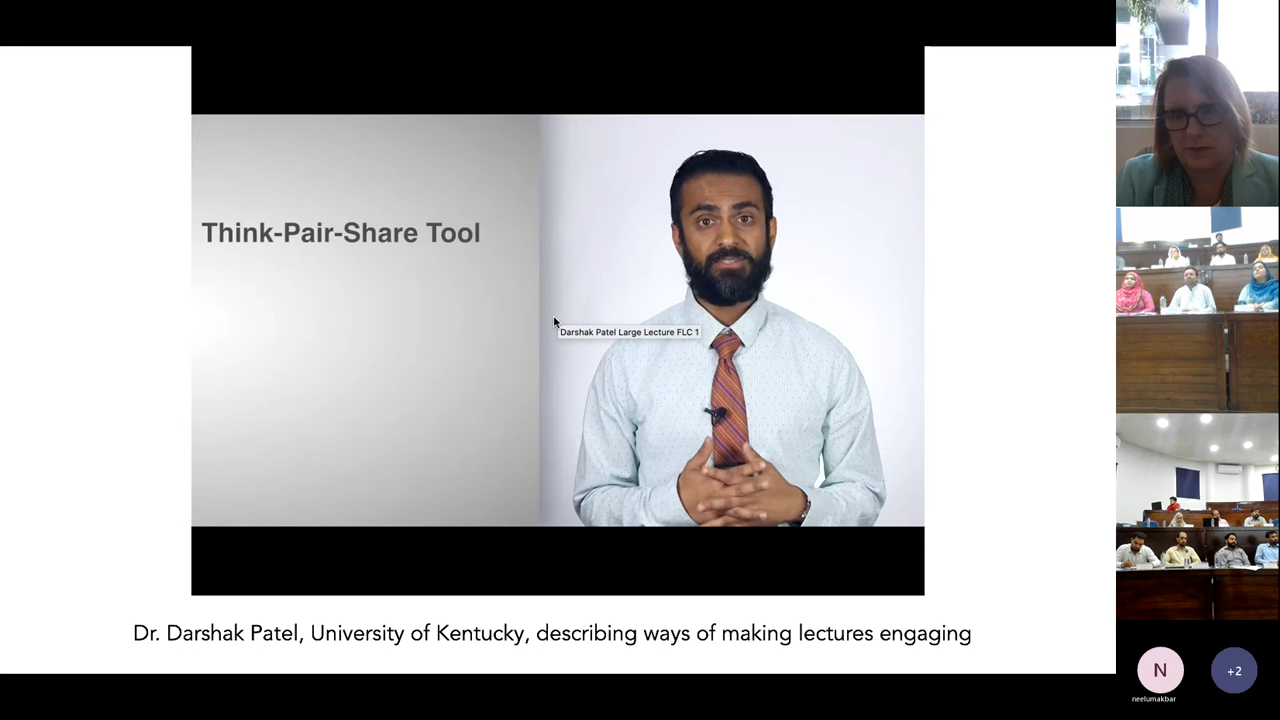 Think-Pair-Share Tool
Darshak Patel Large Lecture FLC 1
Dr. Darshak Patel, University of Kentucky, describing ways of making lectures engaging
N
+2
neelumakbar